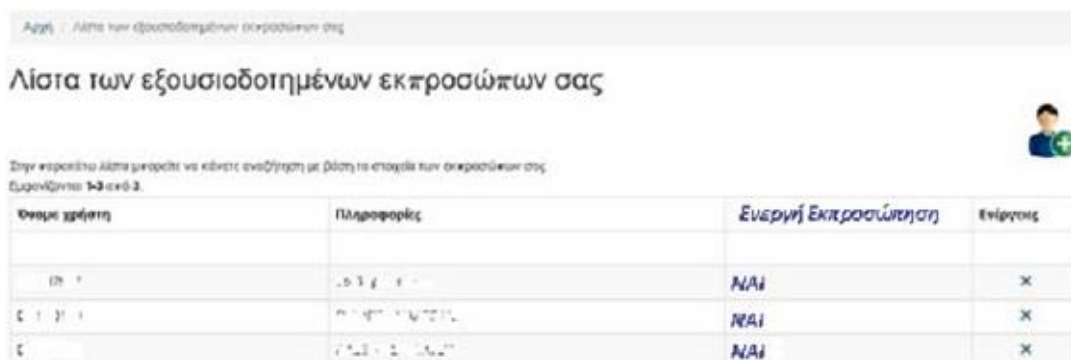 Αρχή / Λίστα των εξουσιοδοτημένων εκπροσώπων σας
Λίστα των εξουσιοδοτημένων εκπροσώπων σας
Στην παρακάτω λίστα μπορείτε να κάνετε αναζήτηση με βάση τα στοιχεία των εκπροσώπων σας
Εμφανίζονται 1-3 από 3.
Όνομα χρήστη Πληροφορίες Ενεργή Εκπροσώπηση Ενέργειες
ΝΑΙ ×
ΝΑΙ ×
ΝΑΙ ×